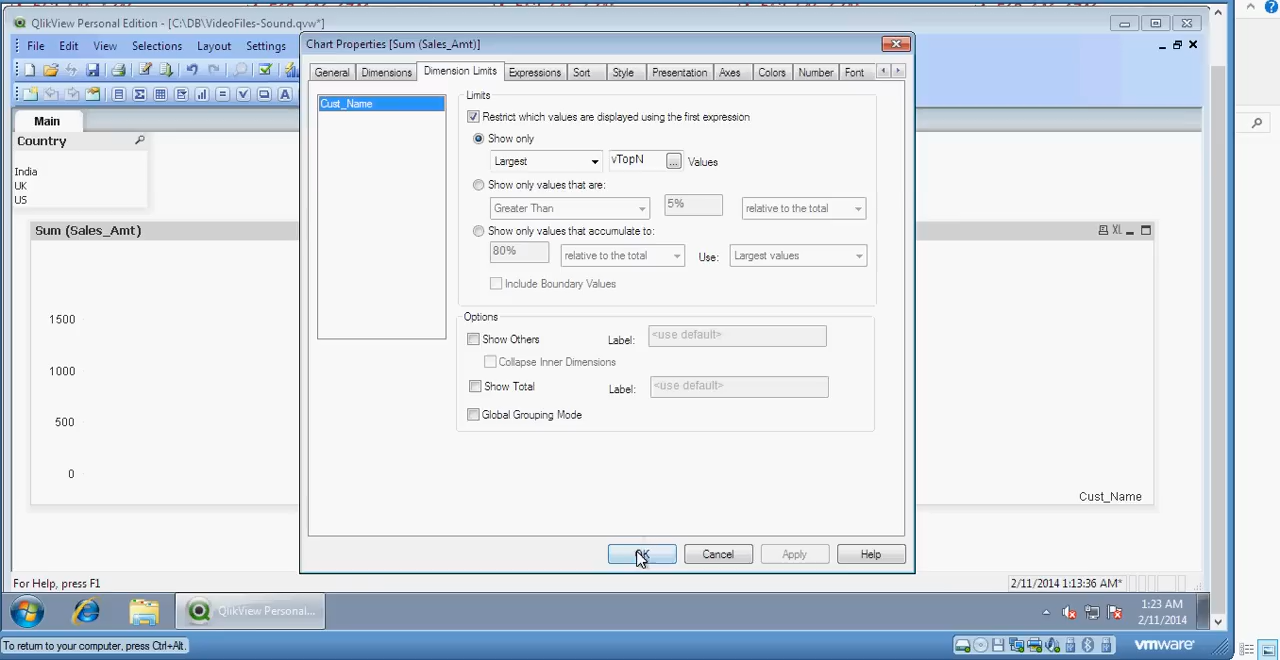 QlikView Personal Edition - [C:\DB\VideoFiles-Sound.qvw*]
File Edit View Selections Layout Settings
Main
Country
India
UK
US
Sum (Sales_Amt)
XL
1500
1000
500
0
Cust_Name
Chart Properties [Sum (Sales_Amt)]
General Dimensions Dimension Limits Expressions Sort Style Presentation Axes Colors Number Font
Cust_Name
Limits
Restrict which values are displayed using the first expression
Show only
Largest vTopN ... Values
Show only values that are:
Greater Than 5% relative to the total
Show only values that accumulate to:
80% relative to the total Use: Largest values
Include Boundary Values
Options
Show Others Label: <use default>
Collapse Inner Dimensions
Show Total Label: <use default>
Global Grouping Mode
OK Cancel Apply Help
For Help, press F1
2/11/2014 1:13:36 AM*
QlikView Personal...
1:23 AM
2/11/2014
To return to your computer, press Ctrl+Alt.
vmware